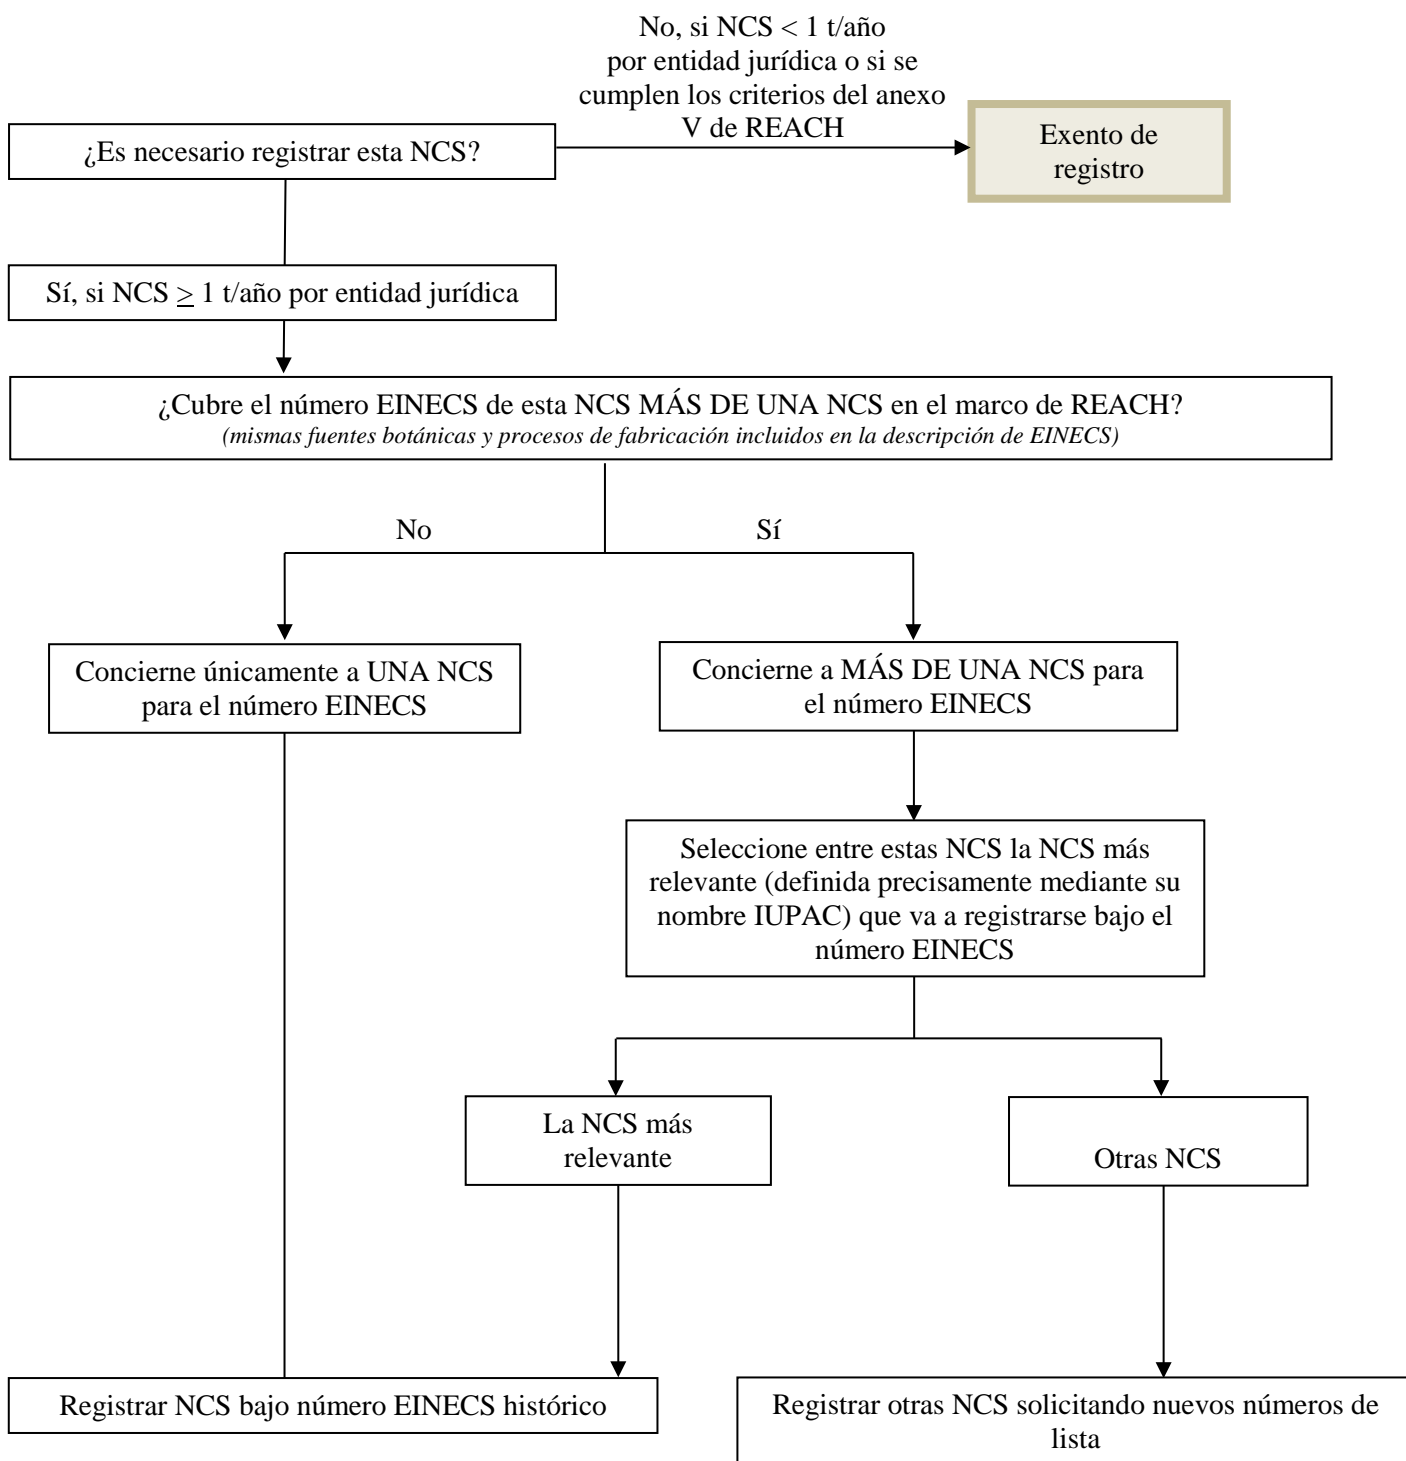 No, si NCS < 1 t/año
por entidad jurídica o si se
cumplen los criterios del anexo
V de REACH
¿Es necesario registrar esta NCS?
Exento de
registro
Sí, si NCS ≥ 1 t/año por entidad jurídica
¿Cubre el número EINECS de esta NCS MÁS DE UNA NCS en el marco de REACH?
(mismas fuentes botánicas y procesos de fabricación incluidos en la descripción de EINECS)
No
Sí
Concierne únicamente a UNA NCS
para el número EINECS
Concierne a MÁS DE UNA NCS para
el número EINECS
Seleccione entre estas NCS la NCS más
relevante (definida precisamente mediante su
nombre IUPAC) que va a registrarse bajo el
número EINECS
La NCS más
relevante
Otras NCS
Registrar NCS bajo número EINECS histórico
Registrar otras NCS solicitando nuevos números de
lista